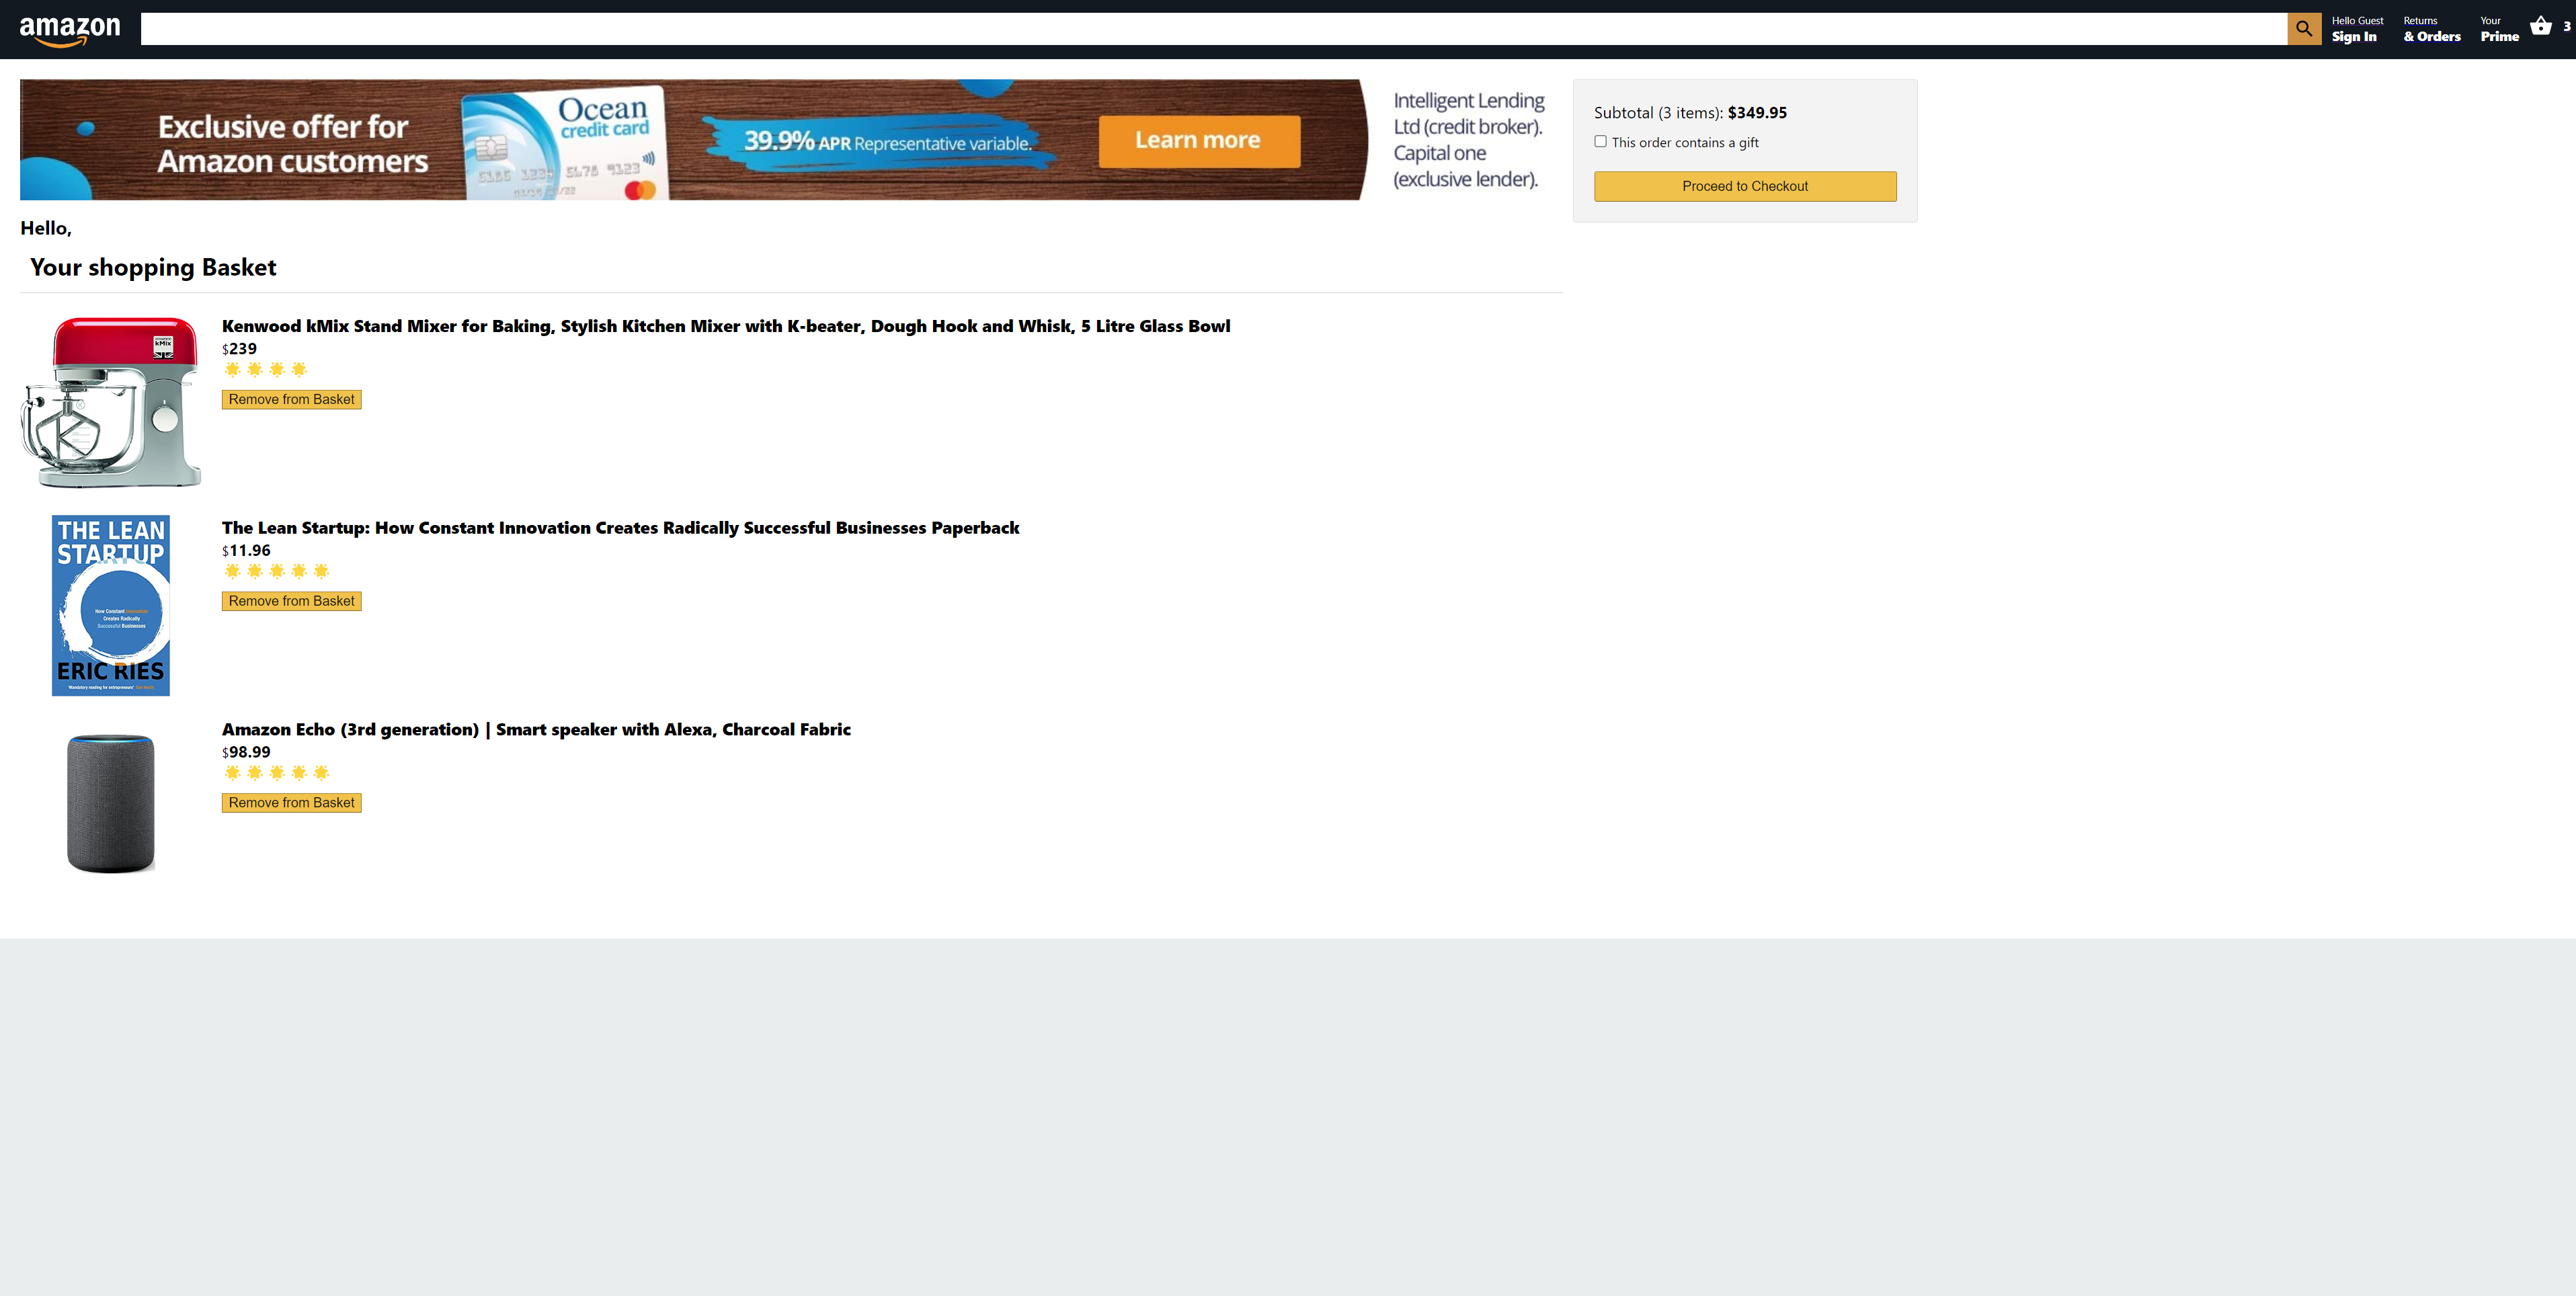 amazon
Hello Guest
Sign In
Returns
& Orders
Your
Prime
3
Exclusive offer for
Amazon customers
Ocean
credit card
39.9% APR Representative variable.
Learn more
Intelligent Lending
Ltd (credit broker).
Capital one
(exclusive lender).
Subtotal (3 items): $349.95
This order contains a gift
Proceed to Checkout
Hello,
Your shopping Basket
kMix
Kenwood kMix Stand Mixer for Baking, Stylish Kitchen Mixer with K-beater, Dough Hook and Whisk, 5 Litre Glass Bowl
$239
Remove from Basket
THE LEAN
STARTUP
How Constant Innovation
Creates Radically
Successful Businesses
ERIC RIES
'Mandatory reading for entrepreneurs'
The Lean Startup: How Constant Innovation Creates Radically Successful Businesses Paperback
$11.96
Remove from Basket
Amazon Echo (3rd generation) | Smart speaker with Alexa, Charcoal Fabric
$98.99
Remove from Basket